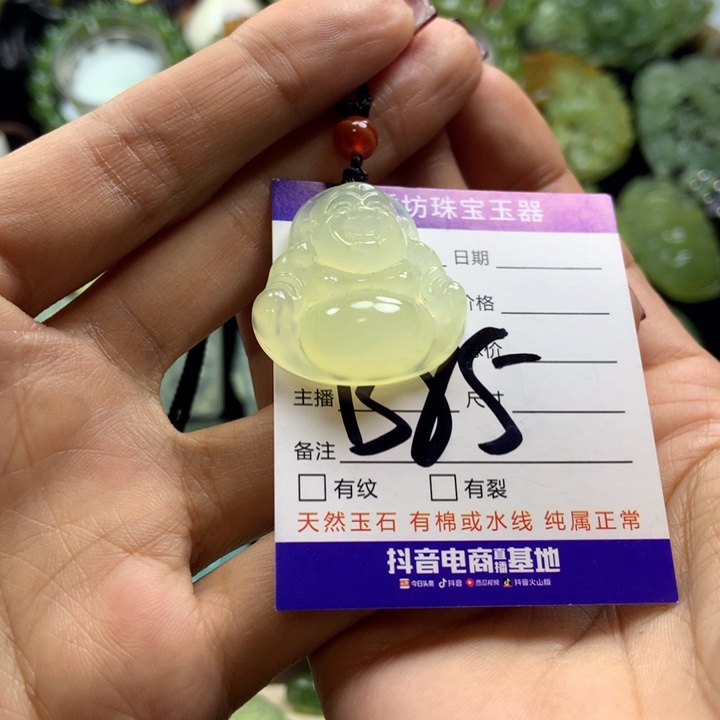 坊珠宝玉器
日期
价格
主播 尺寸
B85
备注
有纹 有裂
天然玉石 有棉或水线 纯属正常
抖音电商直播基地
今日头条 抖音 西瓜视频 抖音火山版